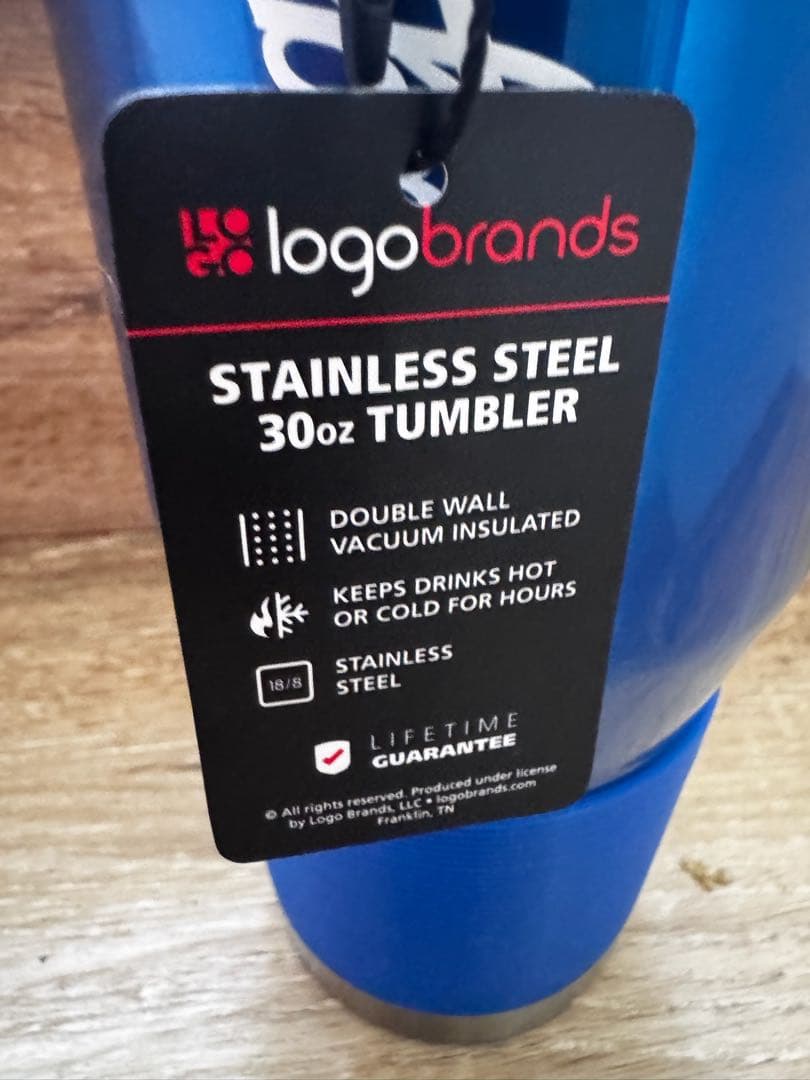 LOGO logobrands
STAINLESS STEEL
30oz TUMBLER
DOUBLE WALL
VACUUM INSULATED
KEEPS DRINKS HOT
OR COLD FOR HOURS
18/8
STAINLESS
STEEL
LIFETIME
GUARANTEE
© All rights reserved. Produced under license
by Logo Brands, LLC • logobrands.com
Franklin, TN